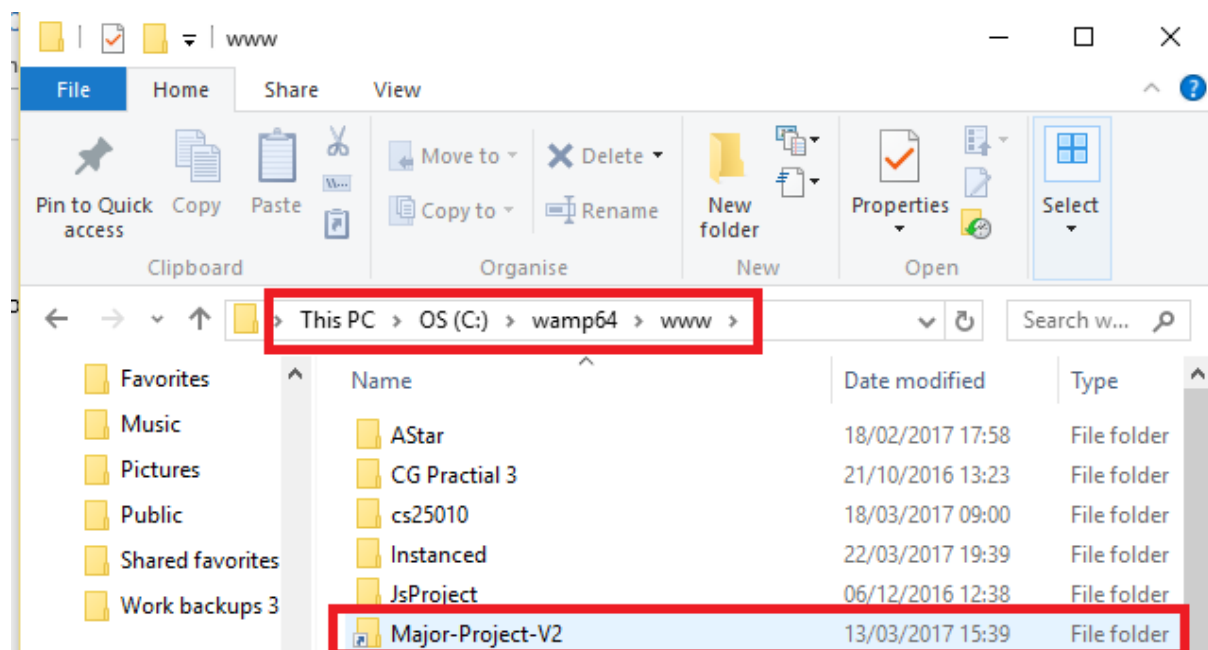 www
File Home Share View
Pin to Quick access Copy Paste
Move to Delete
Copy to Rename
New folder
Properties
Select
Clipboard Organise New Open
This PC > OS (C:) > wamp64 > www >
Search w...
Favorites
Music
Pictures
Public
Shared favorites
Work backups 3
Name Date modified Type
AStar 18/02/2017 17:58 File folder
CG Practial 3 21/10/2016 13:23 File folder
cs25010 18/03/2017 09:00 File folder
Instanced 22/03/2017 19:39 File folder
JsProject 06/12/2016 12:38 File folder
Major-Project-V2 13/03/2017 15:39 File folder